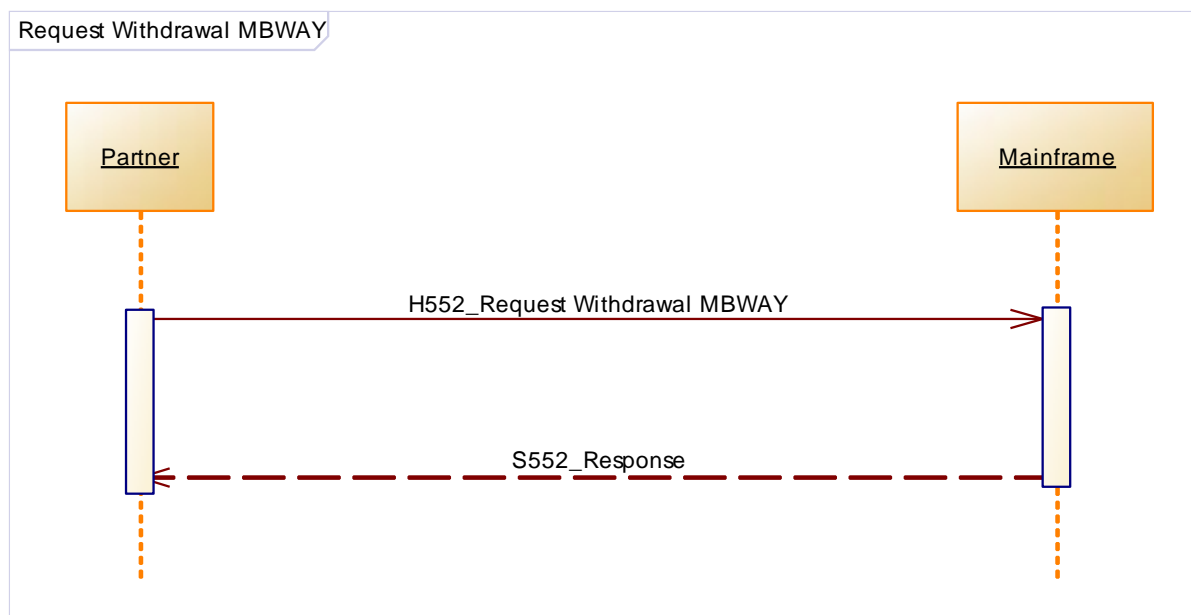 Request Withdrawal MBWAY
Partner
Mainframe
H552_Request Withdrawal MBWAY
S552_Response